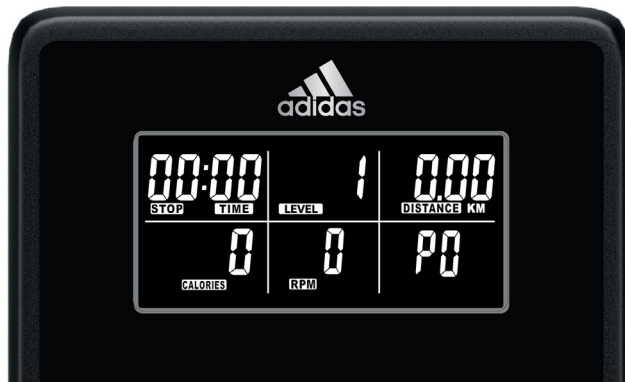 adidas
00:00 1 0.00
STOP TIME LEVEL DISTANCE KM
0 0 P0
CALORIES RPM